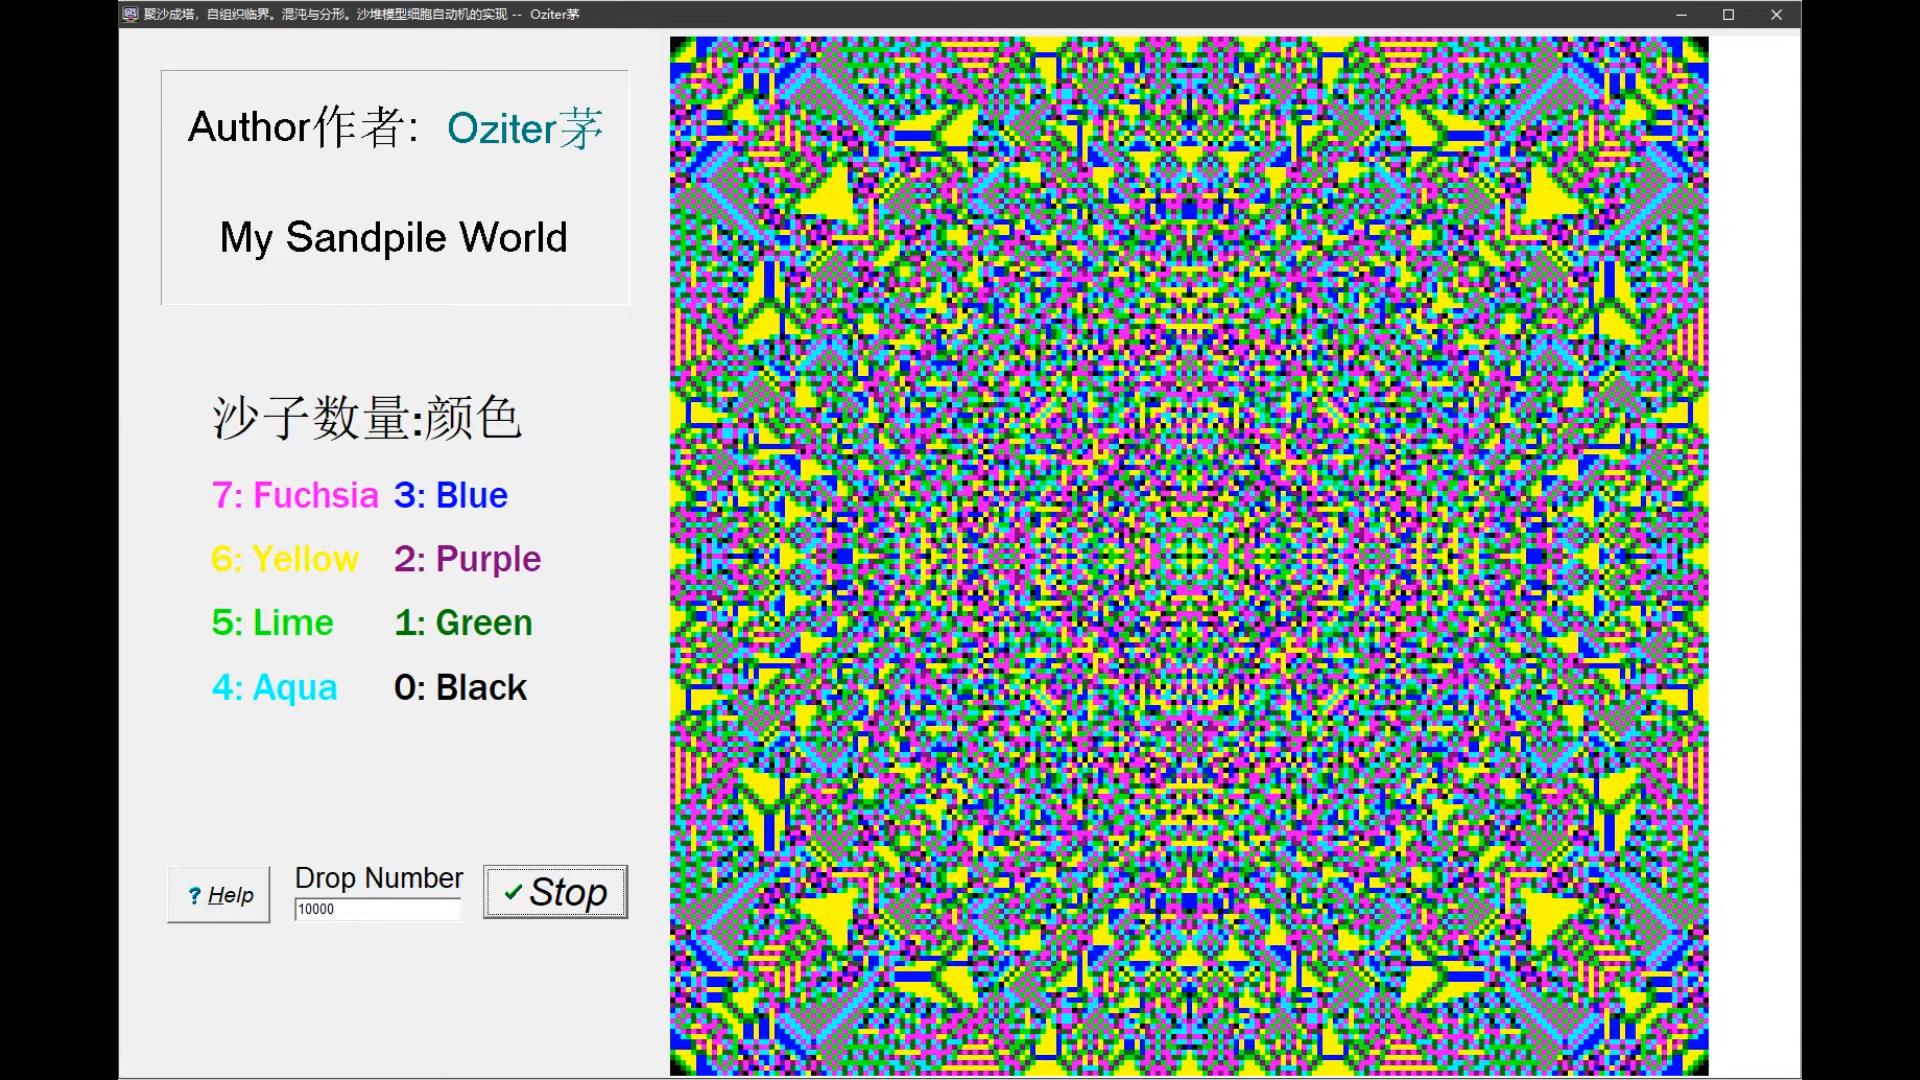 聚沙成塔，自组织临界。混沌与分形。沙堆模型细胞自动机的实现 -- Oziter茅
Author作者: Oziter茅
My Sandpile World
沙子数量:颜色
7: Fuchsia 3: Blue
6: Yellow 2: Purple
5: Lime 1: Green
4: Aqua 0: Black
? Help
Drop Number
10000
Stop